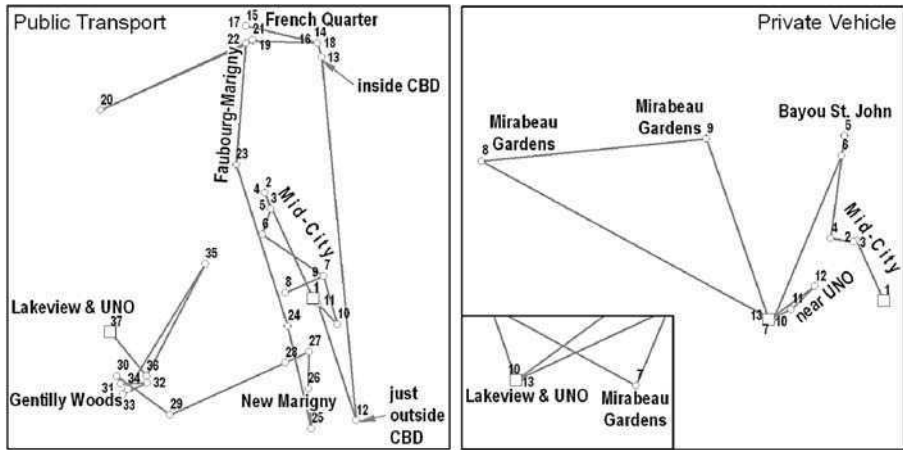 Public Transport
17 15
21
French Quarter
22 19 16 14
18
13
inside CBD
20
Faubourg-Marigny
23
4 2
5 3
Mid-City
6
7
9
8
1
11
10
35
Lakeview & UNO
37
24
27
28
30 36
34 32
31
Gentilly Woods
33
29
26
New Marigny
25
12
just
outside
CBD
Private Vehicle
Bayou St. John
5
6
Mirabeau
Gardens
9
Mirabeau
Gardens
8
4 2 3
Mid-City
1
12
11
near UNO
13
7 10
10
13
Lakeview & UNO
7
Mirabeau
Gardens